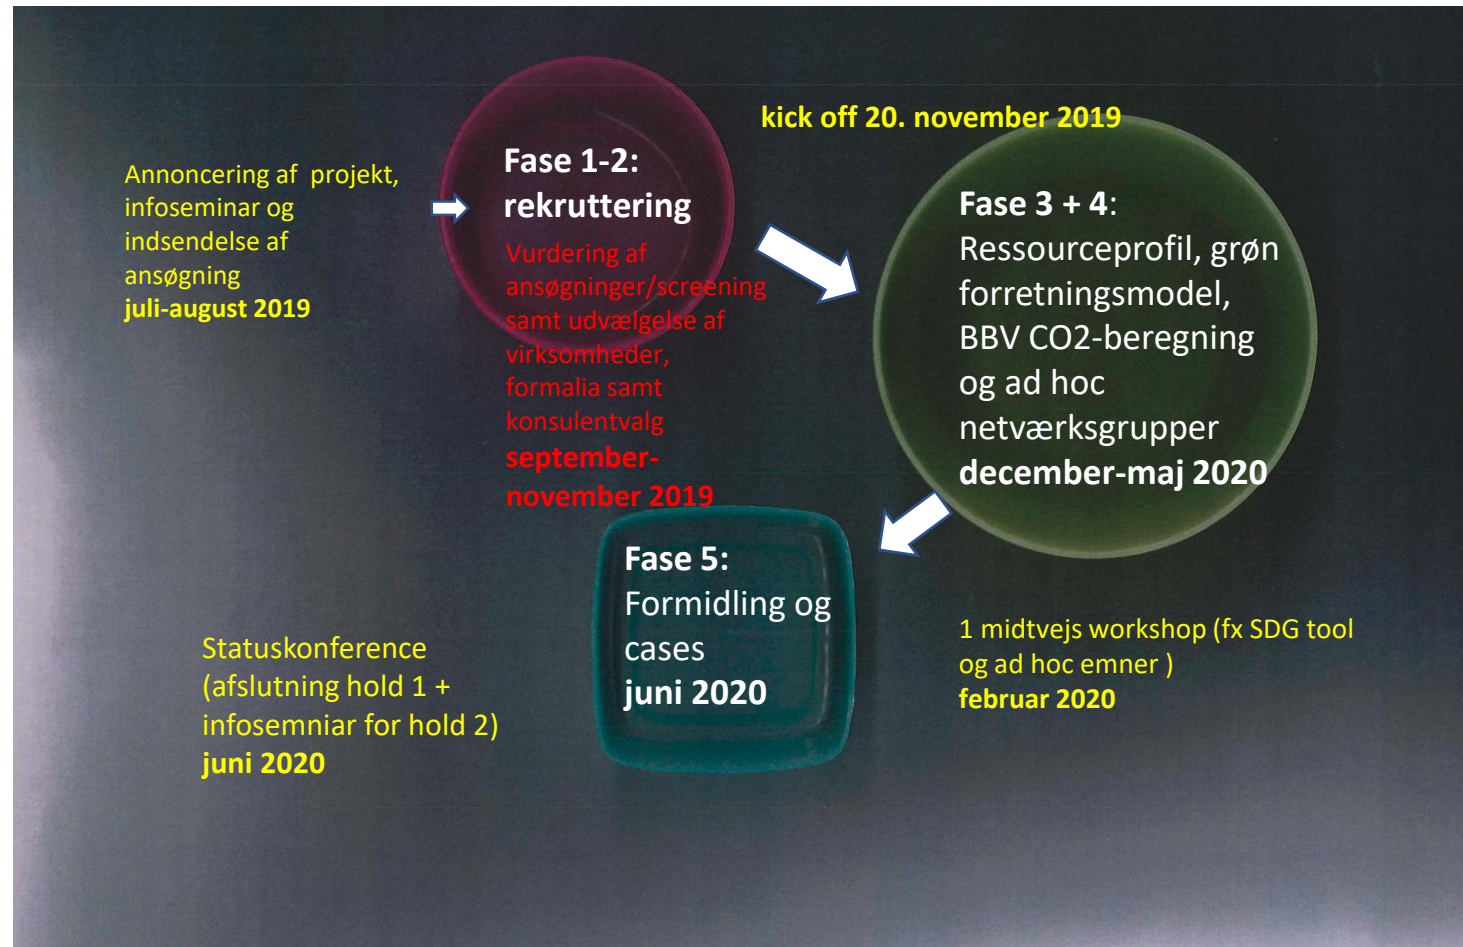 Annoncering af  projekt,
infoseminar og
indsendelse af
ansøgning
juli-august 2019
Fase 1-2:
rekruttering
Vurdering af
ansøgninger/screening
samt udvælgelse af
virksomheder,
formalia samt
konsulentvalg
september-
november 2019
kick off 20. november 2019
Fase 3 + 4:
Ressourceprofil, grøn
forretningsmodel,
BBV CO2-beregning
og ad hoc
netværksgrupper
december-maj 2020
1 midtvejs workshop (fx SDG tool
og ad hoc emner )
februar 2020
Fase 5:
Formidling og
cases
juni 2020
Statuskonference
(afslutning hold 1 +
infosemniar for hold 2)
juni 2020